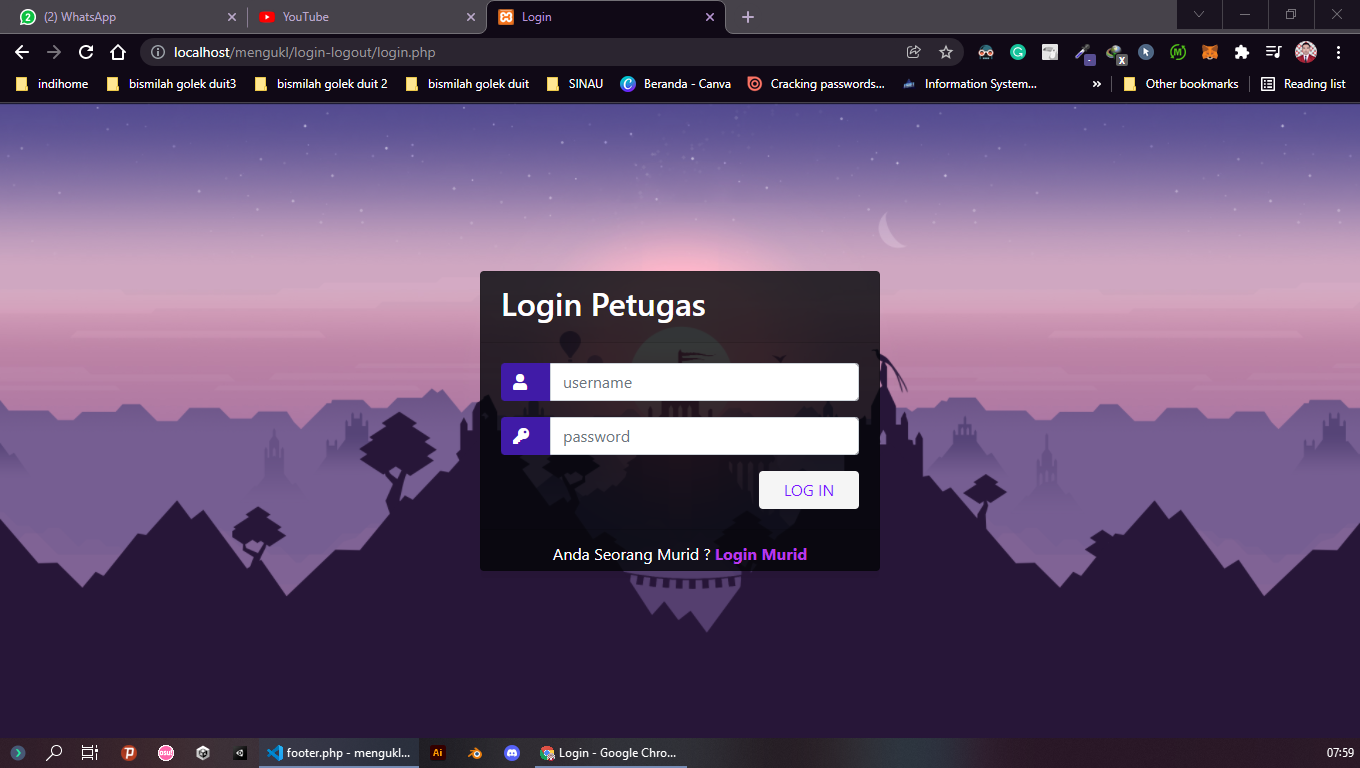 (2) WhatsApp
YouTube
Login
localhost/mengukl/login-logout/login.php
indihome
bismilah golek duit3
bismilah golek duit 2
bismilah golek duit
SINAU
Beranda - Canva
Cracking passwords...
Information System...
»
Other bookmarks
Reading list
Login Petugas
username
password
LOG IN
Anda Seorang Murid ? Login Murid
footer.php - mengukl...
Ai
Login - Google Chro...
07:59